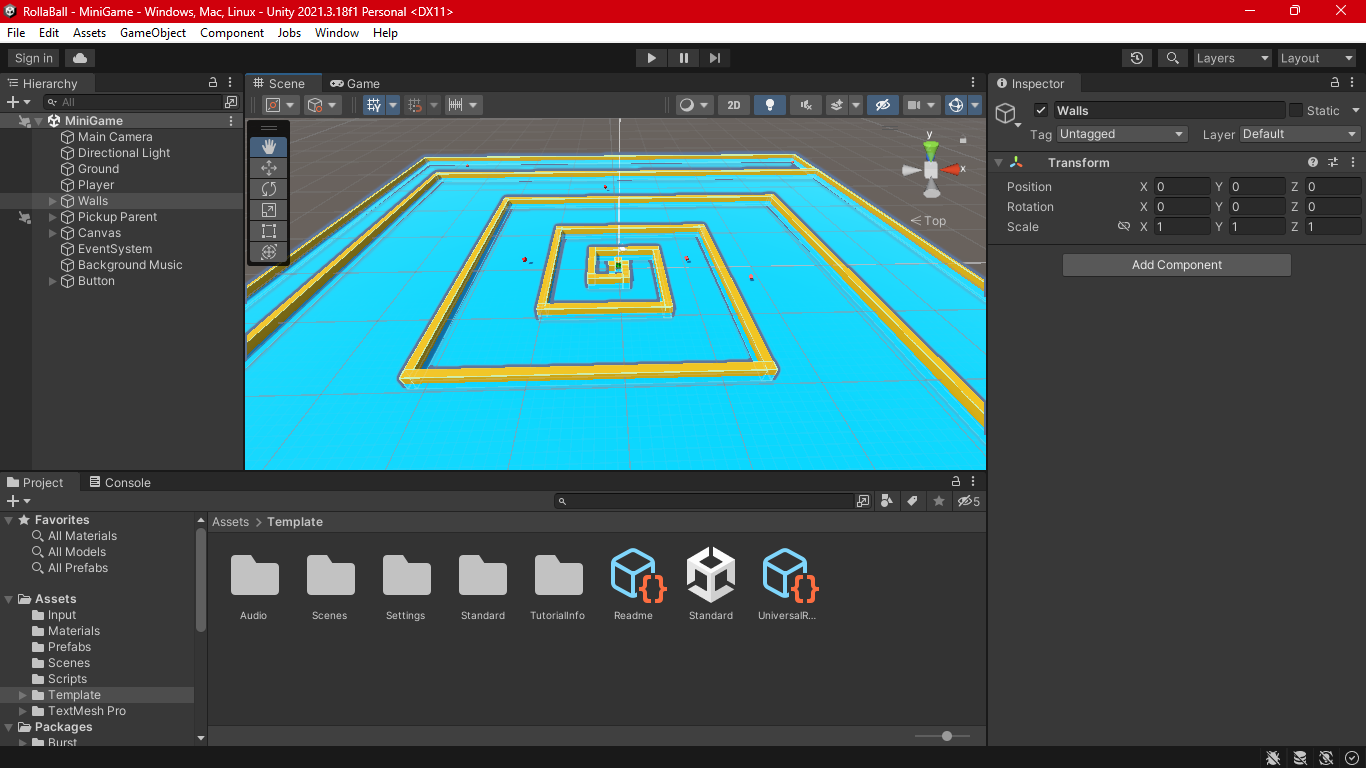 RollaBall - MiniGame - Windows, Mac, Linux - Unity 2021.3.18f1 Personal <DX11>
File Edit Assets GameObject Component Jobs Window Help
Sign in
Layers
Layout
Hierarchy
All
MiniGame
Main Camera
Directional Light
Ground
Player
Walls
Pickup Parent
Canvas
EventSystem
Background Music
Button
Scene
Game
2D
y
x
< Top
Inspector
Walls
Static
Tag Untagged
Layer Default
Transform
Position X 0 Y 0 Z 0
Rotation X 0 Y 0 Z 0
Scale X 1 Y 1 Z 1
Add Component
Project
Console
5
Favorites
All Materials
All Models
All Prefabs
Assets
Input
Materials
Prefabs
Scenes
Scripts
Template
TextMesh Pro
Packages
Burst
Assets > Template
Audio
Scenes
Settings
Standard
TutorialInfo
Readme
Standard
UniversalR...